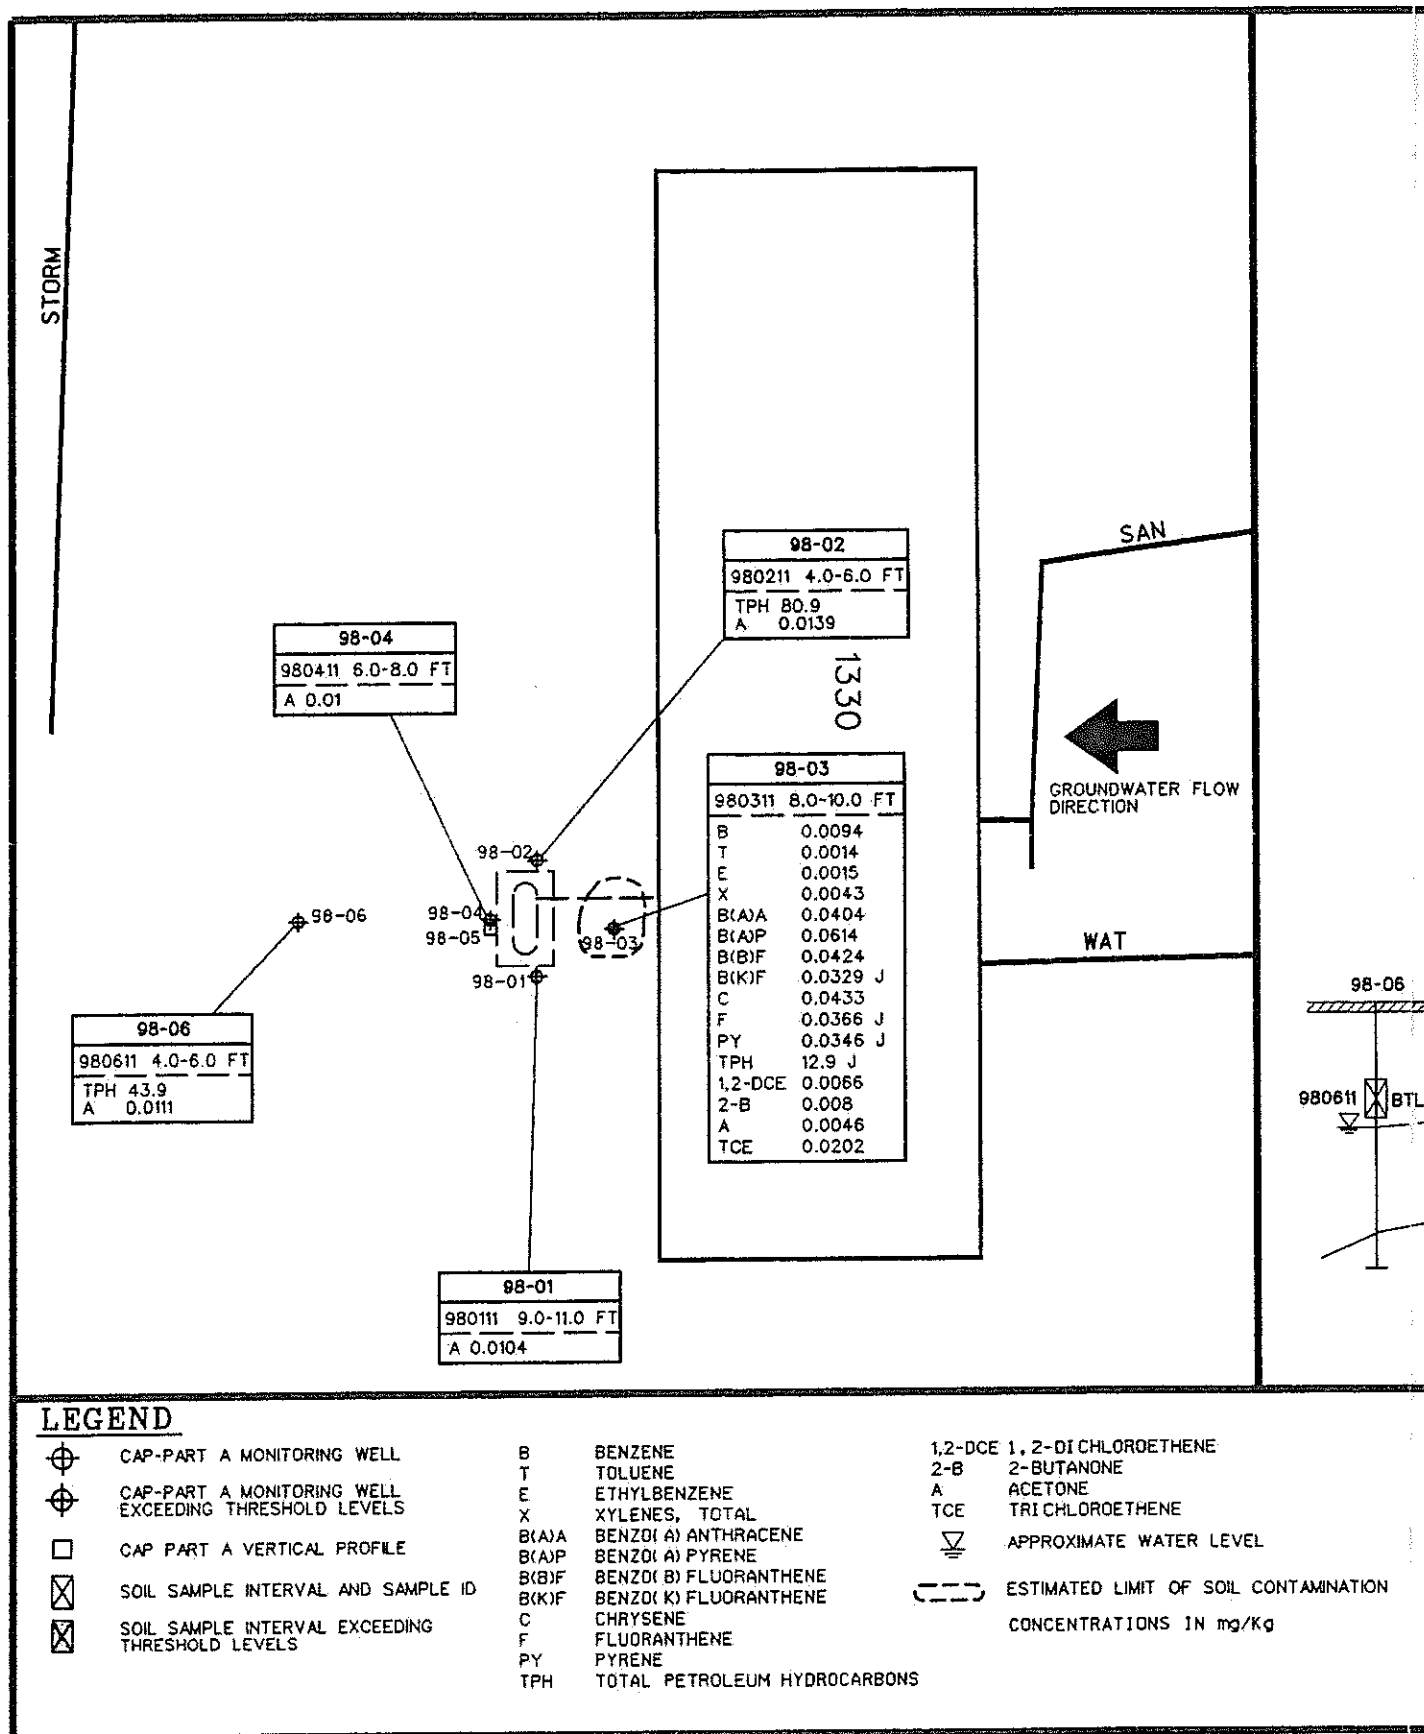 STORM
SAN
98-02
980211 4.0-6.0 FT
TPH 80.9
A 0.0139
98-04
980411 6.0-8.0 FT
A 0.01
1330
GROUNDWATER FLOW
DIRECTION
98-03
980311 8.0-10.0 FT
B 0.0094
T 0.0014
E 0.0015
X 0.0043
B(A)A 0.0404
B(A)P 0.0614
B(B)F 0.0424
B(K)F 0.0329 J
C 0.0433
F 0.0366 J
PY 0.0346 J
TPH 12.9 J
1,2-DCE 0.0066
2-B 0.008
A 0.0046
TCE 0.0202
98-02
98-06
98-04
98-05
98-03
98-01
WAT
98-06
980611 4.0-6.0 FT
TPH 43.9
A 0.0111
98-06
980611
BTL
98-01
980111 9.0-11.0 FT
A 0.0104
LEGEND
CAP-PART A MONITORING WELL
CAP-PART A MONITORING WELL
EXCEEDING THRESHOLD LEVELS
CAP PART A VERTICAL PROFILE
SOIL SAMPLE INTERVAL AND SAMPLE ID
SOIL SAMPLE INTERVAL EXCEEDING
THRESHOLD LEVELS
B BENZENE
T TOLUENE
E ETHYLBENZENE
X XYLENES, TOTAL
B(A)A BENZO(A)ANTHRACENE
B(A)P BENZO(A)PYRENE
B(B)F BENZO(B)FLUORANTHENE
B(K)F BENZO(K)FLUORANTHENE
C CHRYSENE
F FLUORANTHENE
PY PYRENE
TPH TOTAL PETROLEUM HYDROCARBONS
1,2-DCE 1,2-DICHLOROETHENE
2-B 2-BUTANONE
A ACETONE
TCE TRICHLOROETHENE
APPROXIMATE WATER LEVEL
ESTIMATED LIMIT OF SOIL CONTAMINATION
CONCENTRATIONS IN mg/Kg